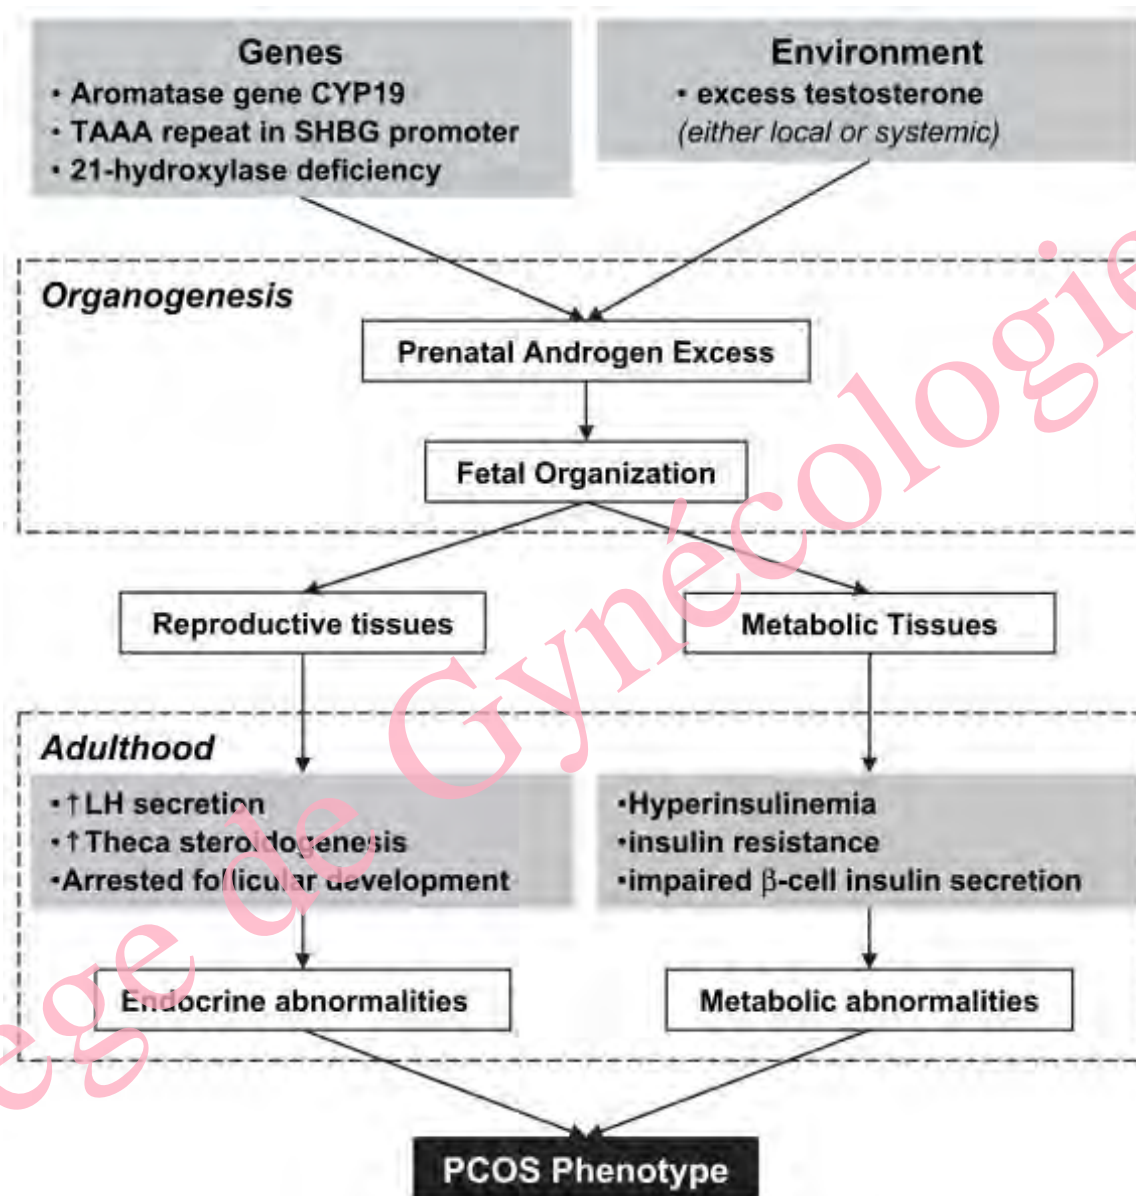 Genes
• Aromatase gene CYP19
• TAAA repeat in SHBG promoter
• 21-hydroxylase deficiency
Environment
• excess testosterone
(either local or systemic)
Organogenesis
Prenatal Androgen Excess
Fetal Organization
Reproductive tissues
Metabolic Tissues
Adulthood
•↑LH secretion
•↑Theca steroidogenesis
•Arrested follicular development
•Hyperinsulinemia
•insulin resistance
•impaired β-cell insulin secretion
Endocrine abnormalities
Metabolic abnormalities
PCOS Phenotype
ege de Gynécologie